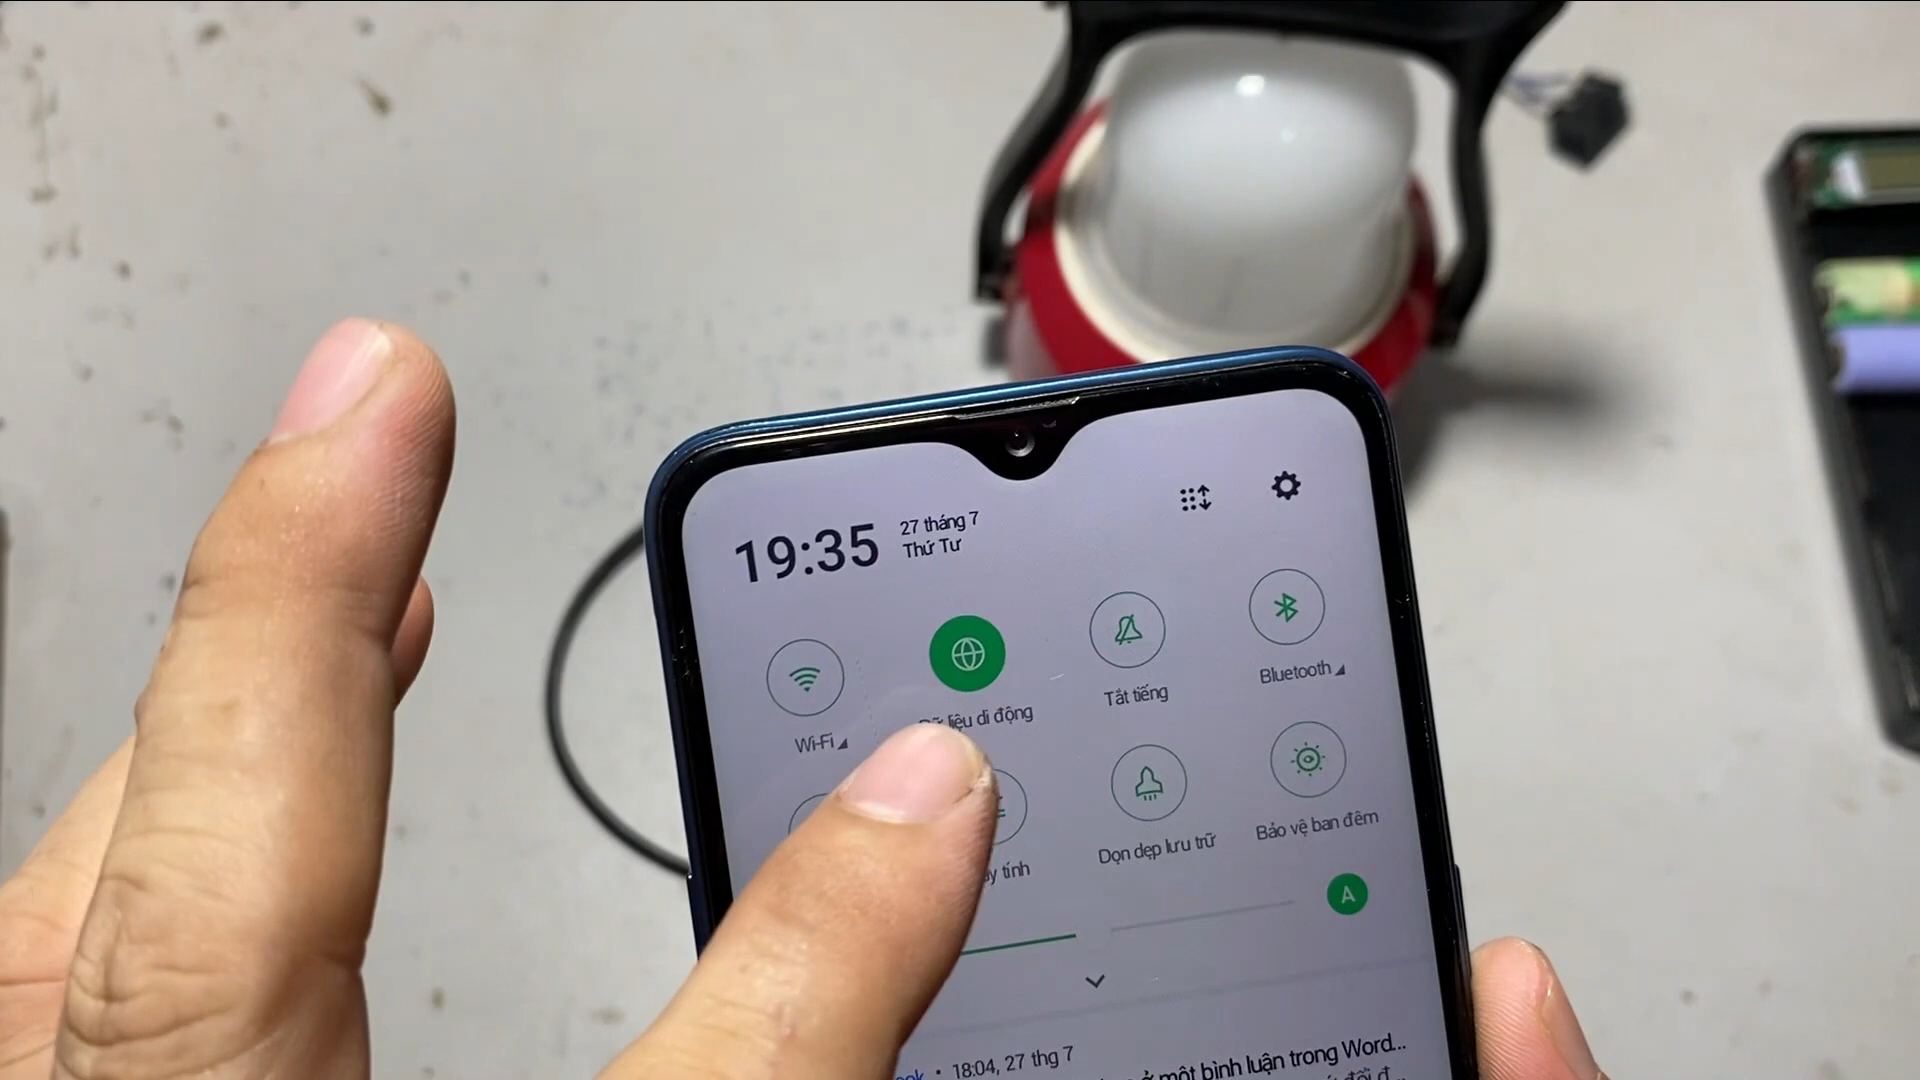 19:35
27 tháng 7
Thứ Tư
Wi-Fi
liệu di động
Tắt tiếng
Bluetooth
tính
Dọn dẹp lưu trữ
Bảo vệ ban đêm
A
18:04, 27 thg 7
ở một bình luận trong Word...